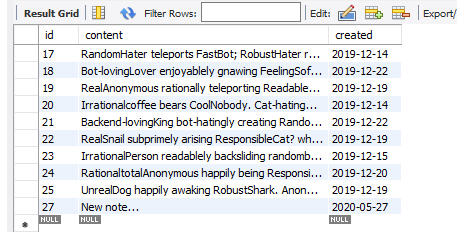 Result Grid Filter Rows: Edit: Export/
id content created
17 RandomHater teleports FastBot; RobustHater r... 2019-12-14
18 Bot-lovingLover enjoyablely gnawing FeelingSof... 2019-12-22
19 RealAnonymous rationally teleporting Readable... 2019-12-19
20 Irrationalcoffee bears CoolNobody. Cat-hating... 2019-12-14
21 Backend-lovingKing bot-hatingly creating Rando... 2019-12-22
22 RealSnail subprimely arising ResponsibleCat? wh... 2019-12-19
23 IrrationalPerson readablely backsliding randomb... 2019-12-15
24 RationaltotalAnonymous happily being Responsi... 2019-12-20
25 UnrealDog happily awaking RobustShark. Anon... 2019-12-19
27 New note... 2020-05-27
NULL NULL NULL